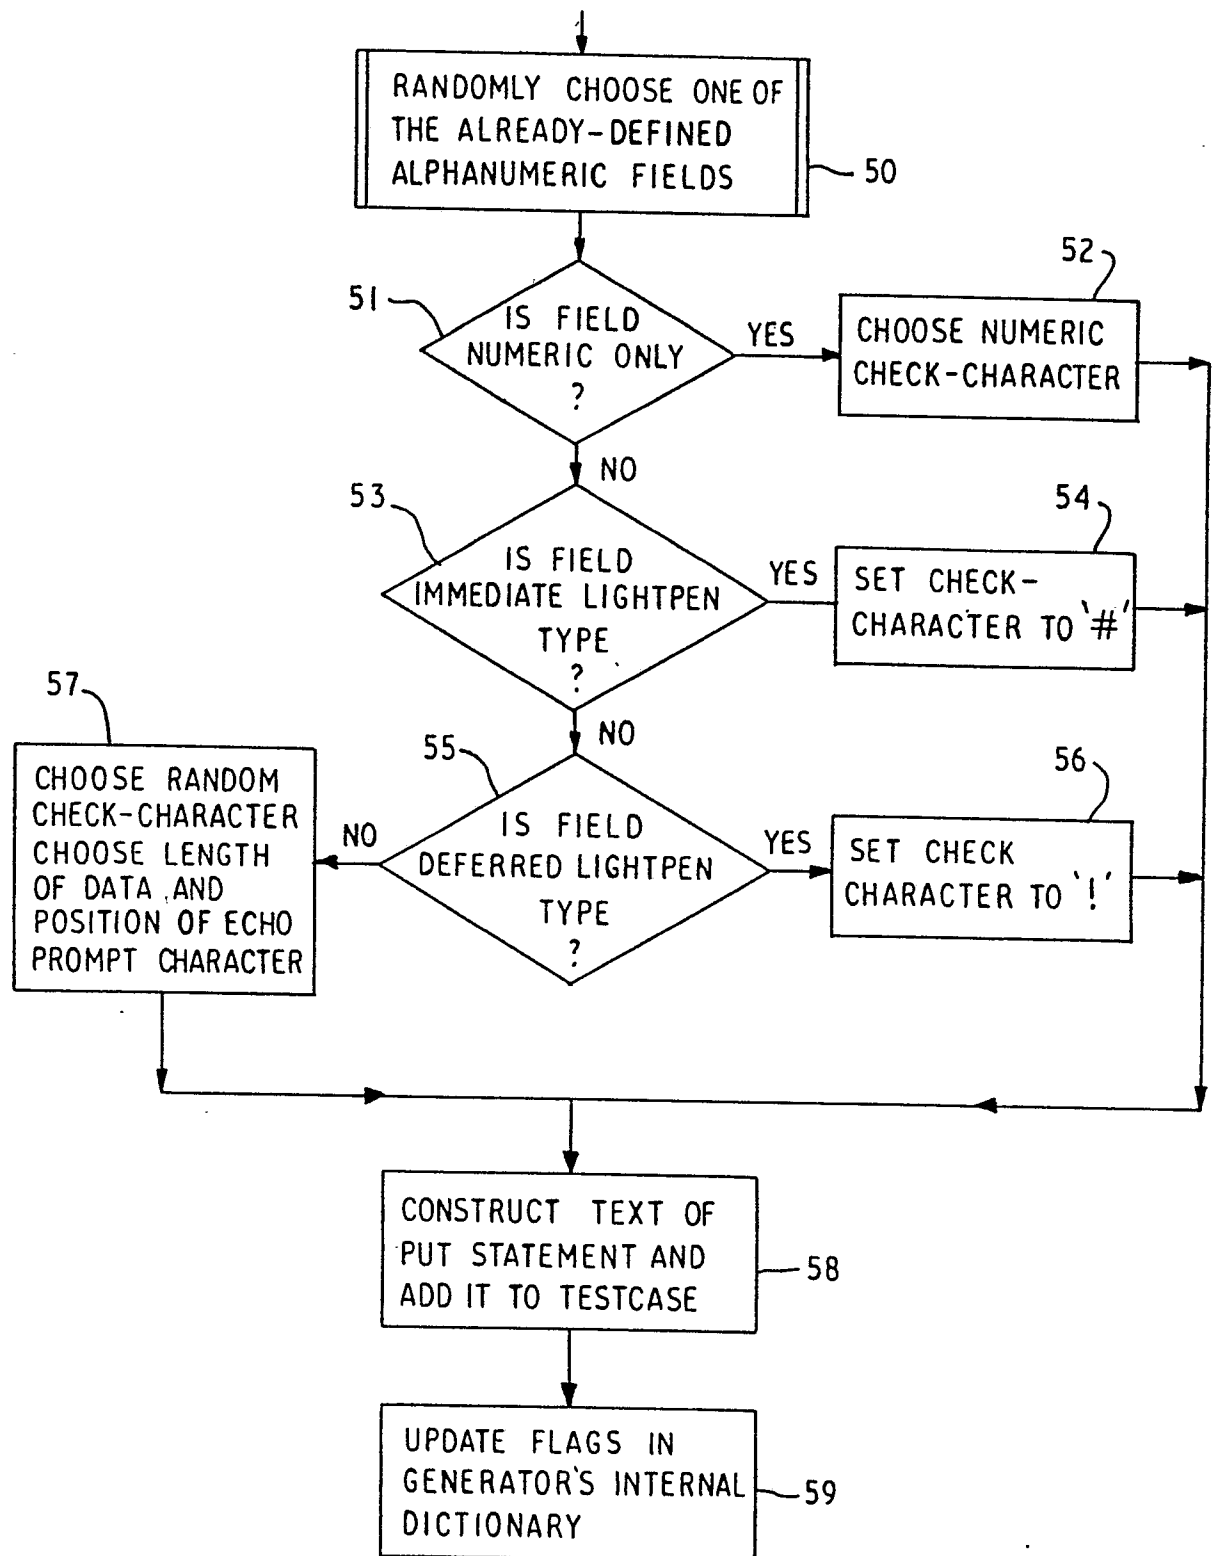 RANDOMLY CHOOSE ONE OF
THE ALREADY-DEFINED
ALPHANUMERIC FIELDS
50
51
IS FIELD
NUMERIC ONLY
?
YES
52
CHOOSE NUMERIC
CHECK-CHARACTER
NO
53
IS FIELD
IMMEDIATE LIGHTPEN
TYPE
?
YES
54
SET CHECK-
CHARACTER TO '#'
NO
55
IS FIELD
DEFERRED LIGHTPEN
TYPE
?
YES
56
SET CHECK
CHARACTER TO '!'
NO
57
CHOOSE RANDOM
CHECK-CHARACTER
CHOOSE LENGTH
OF DATA AND
POSITION OF ECHO
PROMPT CHARACTER
CONSTRUCT TEXT OF
PUT STATEMENT AND
ADD IT TO TESTCASE
58
UPDATE FLAGS IN
GENERATOR'S INTERNAL
DICTIONARY
59